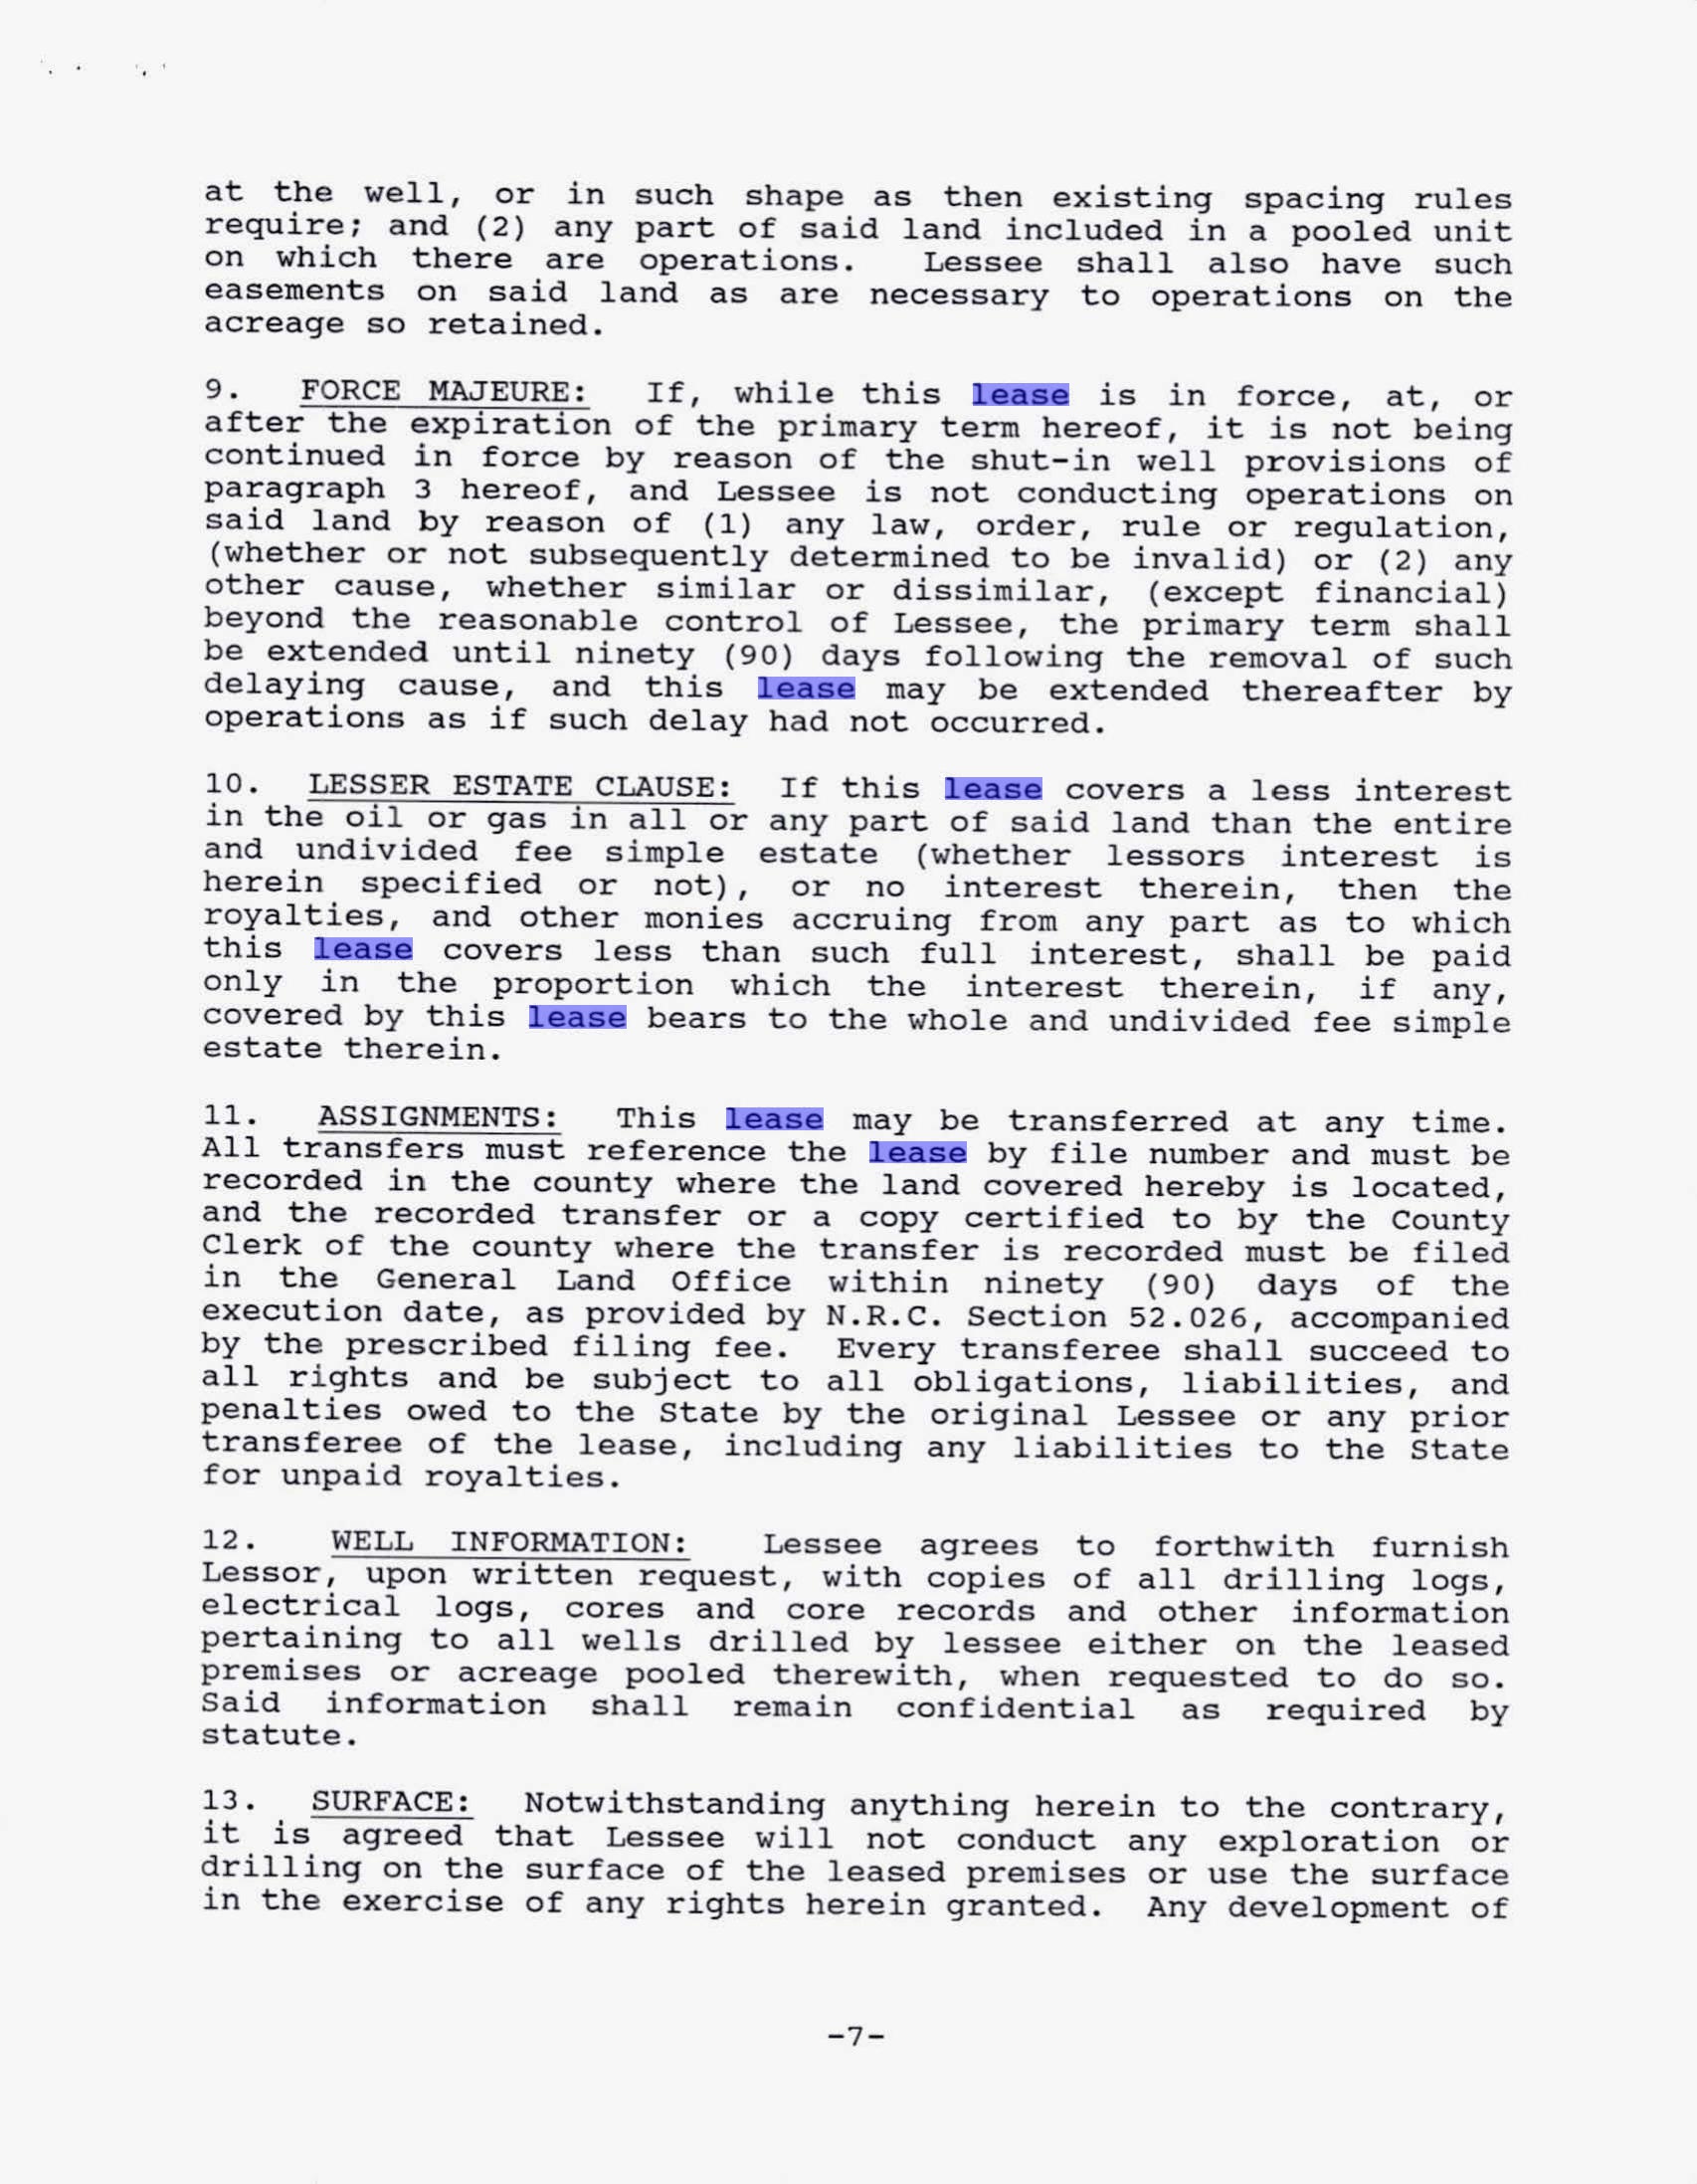 at the well, or in such shape as then existing spacing rules
require; and (2) any part of said land included in a pooled unit
on which there are operations. Lessee shall also have such
easements on said land as are necessary to operations on the
acreage so retained.
9. FORCE MAJEURE: If, while this lease is in force, at, or
after the expiration of the primary term hereof, it is not being
continued in force by reason of the shut-in well provisions of
paragraph 3 hereof, and Lessee is not conducting operations on
said land by reason of (1) any law, order, rule or regulation,
(whether or not subsequently determined to be invalid) or (2) any
other cause, whether similar or dissimilar, (except financial)
beyond the reasonable control of Lessee, the primary term shall
be extended until ninety (90) days following the removal of such
delaying cause, and this lease may be extended thereafter by
operations as if such delay had not occurred.
10. LESSER ESTATE CLAUSE: If this lease covers a less interest
in the oil or gas in all or any part of said land than the entire
and undivided fee simple estate (whether lessors interest is
herein specified or not), or no interest therein, then the
royalties, and other monies accruing from any part as to which
this lease covers less than such full interest, shall be paid
only in the proportion which the interest therein, if any,
covered by this lease bears to the whole and undivided fee simple
estate therein.
11. ASSIGNMENTS: This lease may be transferred at any time.
All transfers must reference the lease by file number and must be
recorded in the county where the land covered hereby is located,
and the recorded transfer or a copy certified to by the County
Clerk of the county where the transfer is recorded must be filed
in the General Land Office within ninety (90) days of the
execution date, as provided by N.R.C. Section 52.026, accompanied
by the prescribed filing fee. Every transferee shall succeed to
all rights and be subject to all obligations, liabilities, and
penalties owed to the State by the original Lessee or any prior
transferee of the lease, including any liabilities to the State
for unpaid royalties.
12. WELL INFORMATION: Lessee agrees to forthwith furnish
Lessor, upon written request, with copies of all drilling logs,
electrical logs, cores and core records and other information
pertaining to all wells drilled by lessee either on the leased
premises or acreage pooled therewith, when requested to do so.
Said information shall remain confidential as required by
statute.
13. SURFACE: Notwithstanding anything herein to the contrary,
it is agreed that Lessee will not conduct any exploration or
drilling on the surface of the leased premises or use the surface
in the exercise of any rights herein granted. Any development of
-7-